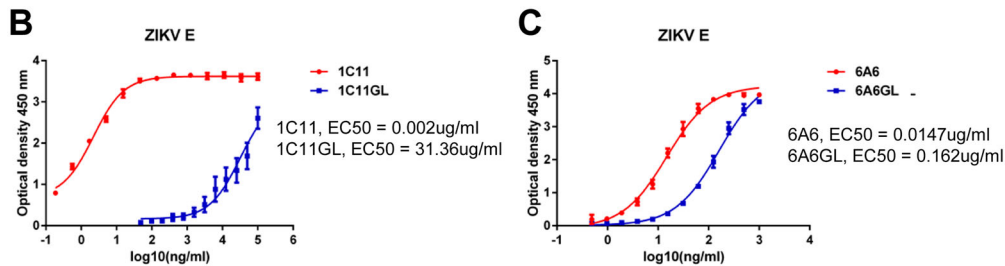 B
ZIKV E
Optical density 450 nm
4
3
2
1
0
-1 0 1 2 3 4 5 6
log10(ng/ml)
1C11
1C11GL
1C11, EC50 = 0.002ug/ml
1C11GL, EC50 = 31.36ug/ml
C
ZIKV E
Optical density 450 nm
5
4
3
2
1
0
-1 0 1 2 3 4
log10(ng/ml)
6A6
6A6GL -
6A6, EC50 = 0.0147ug/ml
6A6GL, EC50 = 0.162ug/ml